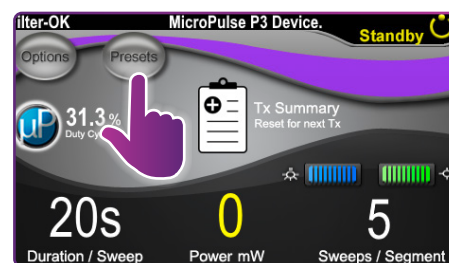 ilter-OK
MicroPulse P3 Device.
Standby
Options
Presets
µP
31.3 %
Duty Cy
Tx Summary
Reset for next Tx
20s
0
5
Duration / Sweep
Power mW
Sweeps / Segment